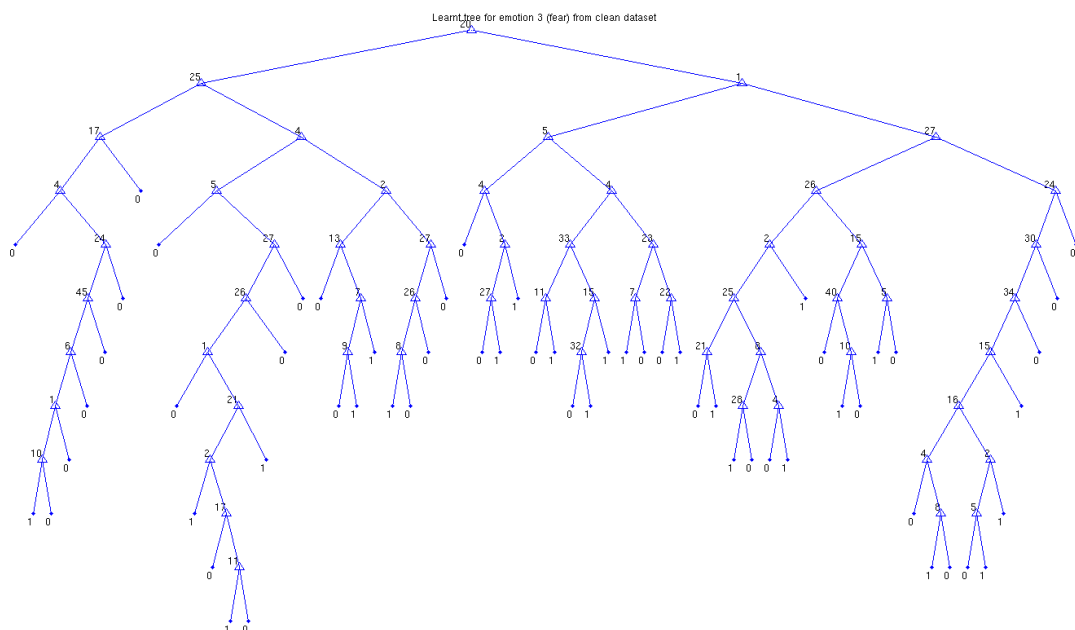 Learnt tree for emotion 3 (fear) from clean dataset
20
25 1
17 4 5 27
4 0 5 2 4 4 26 24
0 24 0 27 13 27 0 2 33 23 2 15 30 0
45 0 26 0 0 7 26 0 27 1 11 15 7 22 25 1 40 5 34 0
6 0 1 0 9 1 8 0 0 1 0 1 32 1 1 0 0 1 21 8 0 10 1 0 15 0
1 0 0 21 0 1 1 0 0 1 0 1 28 4 1 0 16 1
10 0 2 1 1 0 0 1 4 2
1 0 1 17 0 8 5 1
0 11 1 0 0 1
1 0